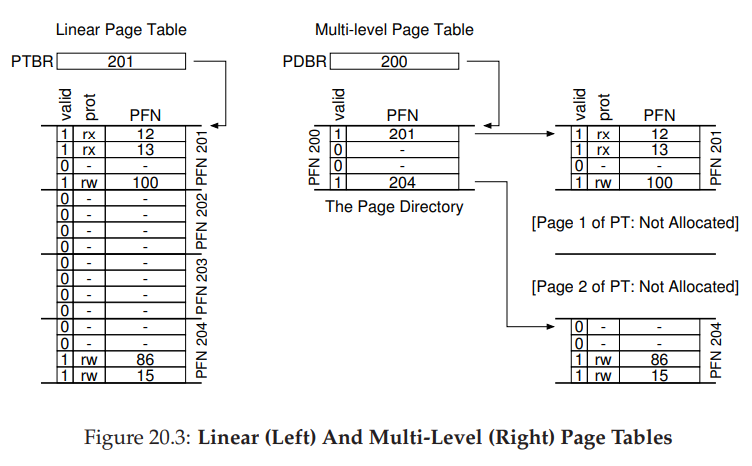 Linear Page Table
PTBR 201
valid prot PFN
1 rx 12
1 rx 13
0 - -
1 rw 100
PFN 201
0 - -
0 - -
0 - -
0 - -
PFN 202
0 - -
0 - -
0 - -
0 - -
PFN 203
0 - -
0 - -
1 rw 86
1 rw 15
PFN 204
Multi-level Page Table
PDBR 200
valid PFN
PFN 200
1 201
0 -
0 -
1 204
The Page Directory
valid prot PFN
1 rx 12
1 rx 13
0 - -
1 rw 100
PFN 201
[Page 1 of PT: Not Allocated]
[Page 2 of PT: Not Allocated]
0 - -
0 - -
1 rw 86
1 rw 15
PFN 204
Figure 20.3: Linear (Left) And Multi-Level (Right) Page Tables